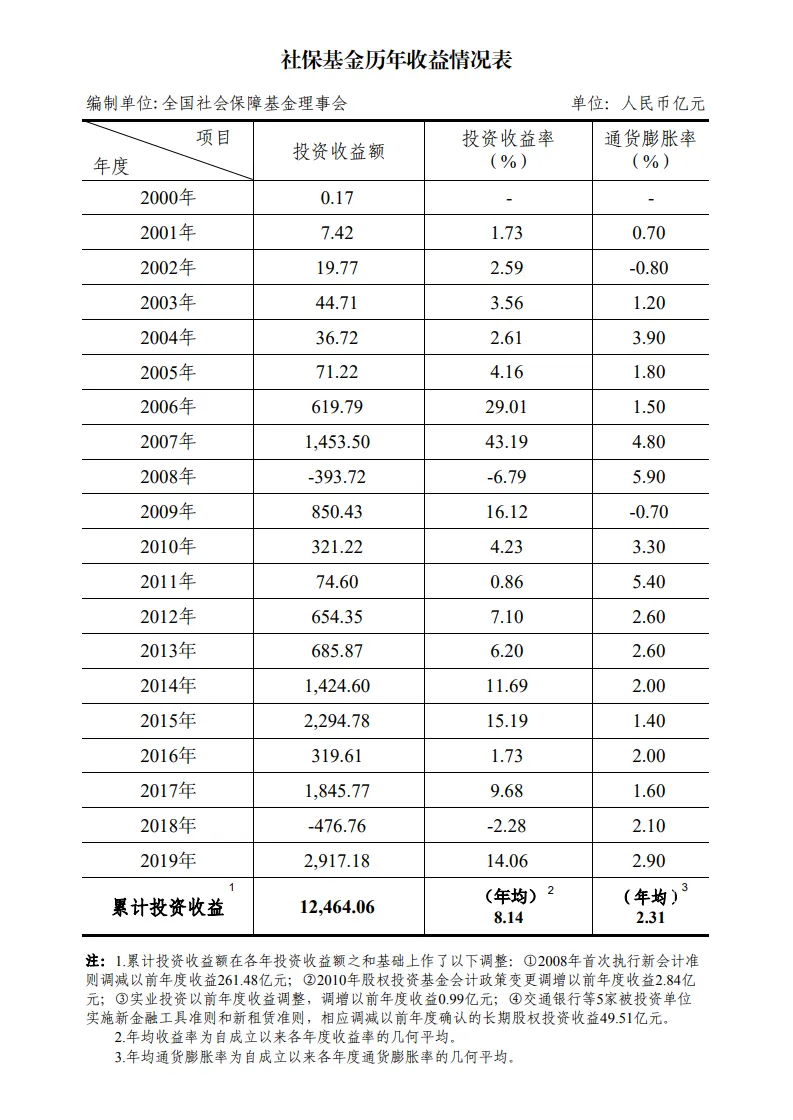 社保基金历年收益情况表
编制单位:全国社会保障基金理事会 单位：人民币亿元
项目
年度
投资收益额 投资收益率（%） 通货膨胀率（%）
2000年 0.17 - -
2001年 7.42 1.73 0.70
2002年 19.77 2.59 -0.80
2003年 44.71 3.56 1.20
2004年 36.72 2.61 3.90
2005年 71.22 4.16 1.80
2006年 619.79 29.01 1.50
2007年 1,453.50 43.19 4.80
2008年 -393.72 -6.79 5.90
2009年 850.43 16.12 -0.70
2010年 321.22 4.23 3.30
2011年 74.60 0.86 5.40
2012年 654.35 7.10 2.60
2013年 685.87 6.20 2.60
2014年 1,424.60 11.69 2.00
2015年 2,294.78 15.19 1.40
2016年 319.61 1.73 2.00
2017年 1,845.77 9.68 1.60
2018年 -476.76 -2.28 2.10
2019年 2,917.18 14.06 2.90
累计投资收益1 12,464.06 （年均）2 8.14 （年均）3 2.31
注：1.累计投资收益额在各年投资收益额之和基础上作了以下调整：①2008年首次执行新会计准
则调减以前年度收益261.48亿元；②2010年股权投资基金会计政策变更调增以前年度收益2.84亿
元；③实业投资以前年度收益调整，调增以前年度收益0.99亿元；④交通银行等5家被投资单位
实施新金融工具准则和新租赁准则，相应调减以前年度确认的长期股权投资收益49.51亿元。
2.年均收益率为自成立以来各年度收益率的几何平均。
3.年均通货膨胀率为自成立以来各年度通货膨胀率的几何平均。